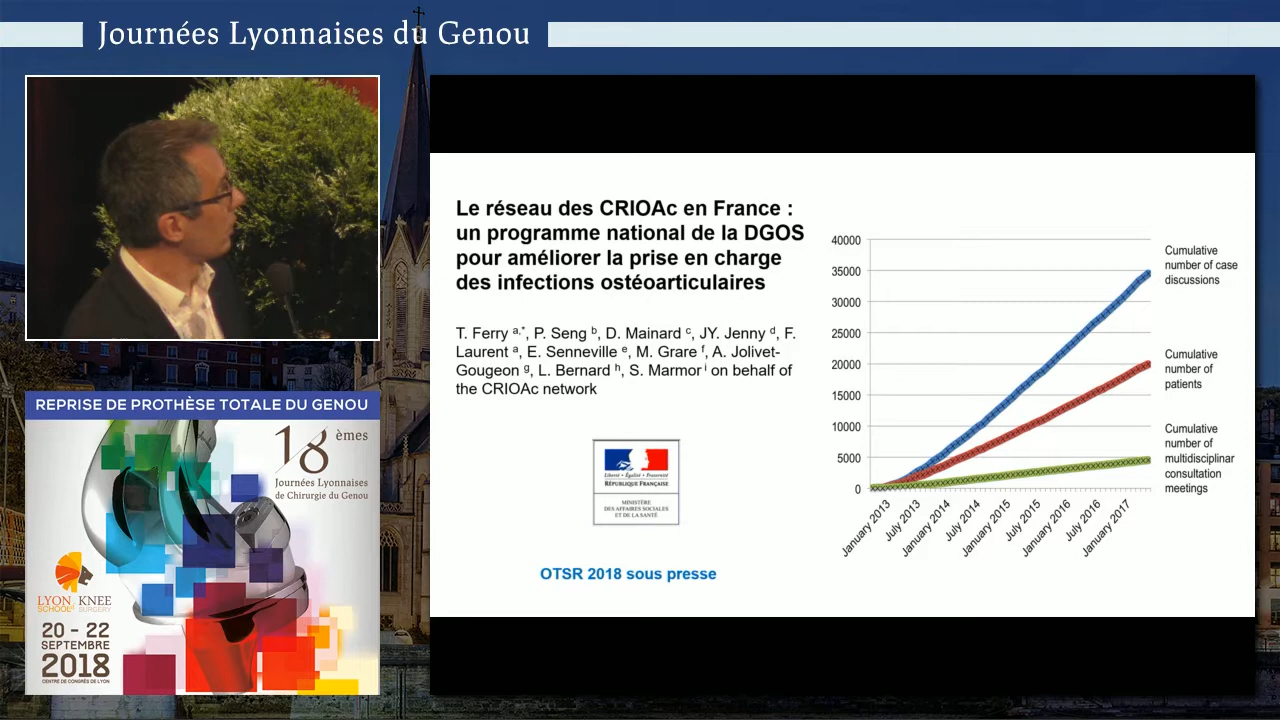 Journées Lyonnaises du Genou
REPRISE DE PROTHÈSE TOTALE DU GENOU
18 èmes
Journées Lyonnaises
de Chirurgie du Genou
LYON KNEE
SCHOOL OF SURGERY
20 - 22
SEPTEMBRE
2018
CENTRE DE CONGRÈS DE LYON
Le réseau des CRIOAc en France :
un programme national de la DGOS
pour améliorer la prise en charge
des infections ostéoarticulaires
T. Ferry a,*, P. Seng b, D. Mainard c, JY. Jenny d, F.
Laurent a, E. Senneville e, M. Grare f, A. Jolivet-
Gougeon g, L. Bernard h, S. Marmor i on behalf of
the CRIOAc network
Liberté • Égalité • Fraternité
RÉPUBLIQUE FRANÇAISE
MINISTÈRE
DES AFFAIRES SOCIALES
ET DE LA SANTÉ
OTSR 2018 sous presse
40000
35000
30000
25000
20000
15000
10000
5000
0
January 2013
July 2013
January 2014
July 2014
January 2015
July 2015
January 2016
July 2016
January 2017
Cumulative
number of case
discussions
Cumulative
number of
patients
Cumulative
number of
multidisciplinar
consultation
meetings